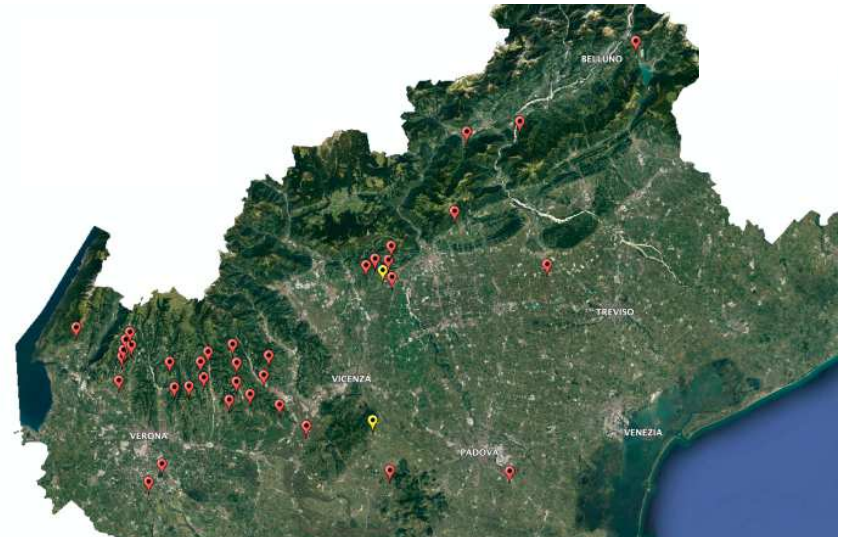 BELLUNO
TREVISO
VICENZA
VERONA
VENEZIA
PADOVA